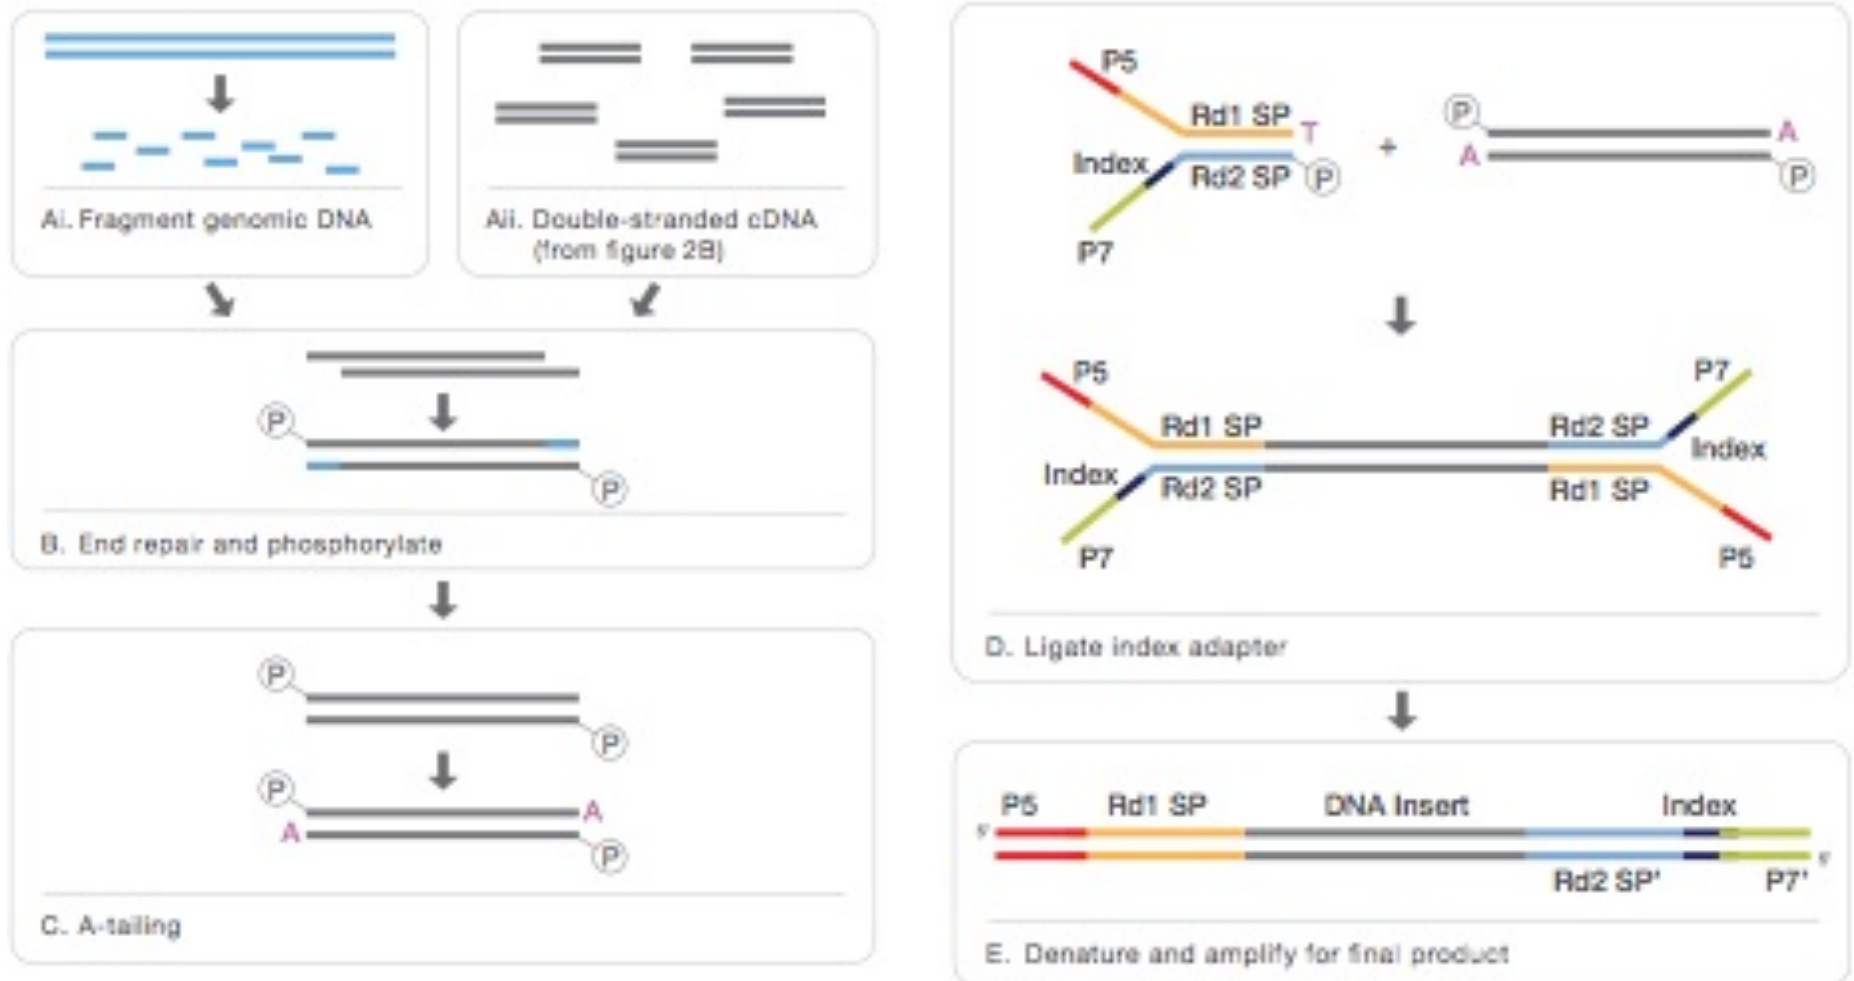 Ai. Fragment genomic DNA
Aii. Double-stranded cDNA
(from figure 2B)
P
P
B. End repair and phosphorylate
P
P
P
A
A
P
C. A-tailing
P5
Rd1 SP
T
Index
Rd2 SP
P
P7
+
P
A
A
P
P5
Rd1 SP
Index
Rd2 SP
P7
P7
Rd2 SP
Index
Rd1 SP
P5
D. Ligate index adapter
P5
Rd1 SP
DNA Insert
Index
5'
5'
Rd2 SP'
P7'
E. Denature and amplify for final product